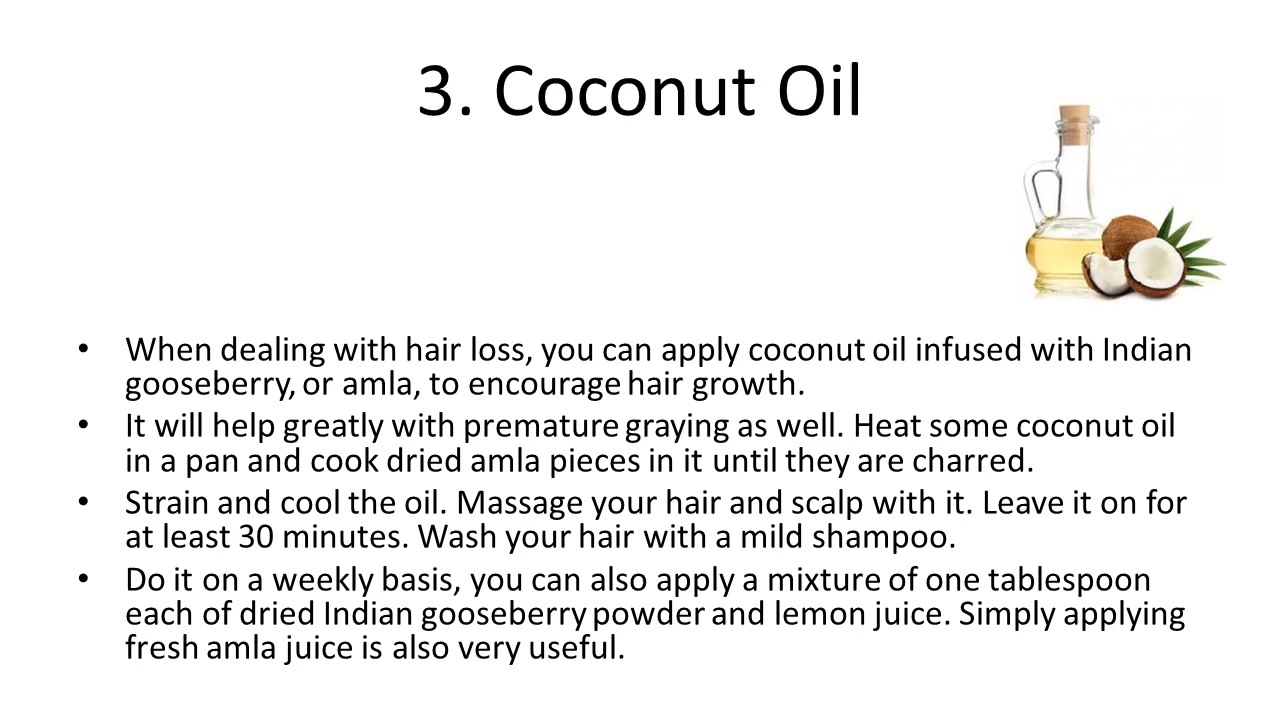 3. Coconut Oil
• When dealing with hair loss, you can apply coconut oil infused with Indian
gooseberry, or amla, to encourage hair growth.
• It will help greatly with premature graying as well. Heat some coconut oil
in a pan and cook dried amla pieces in it until they are charred.
• Strain and cool the oil. Massage your hair and scalp with it. Leave it on for
at least 30 minutes. Wash your hair with a mild shampoo.
• Do it on a weekly basis, you can also apply a mixture of one tablespoon
each of dried Indian gooseberry powder and lemon juice. Simply applying
fresh amla juice is also very useful.